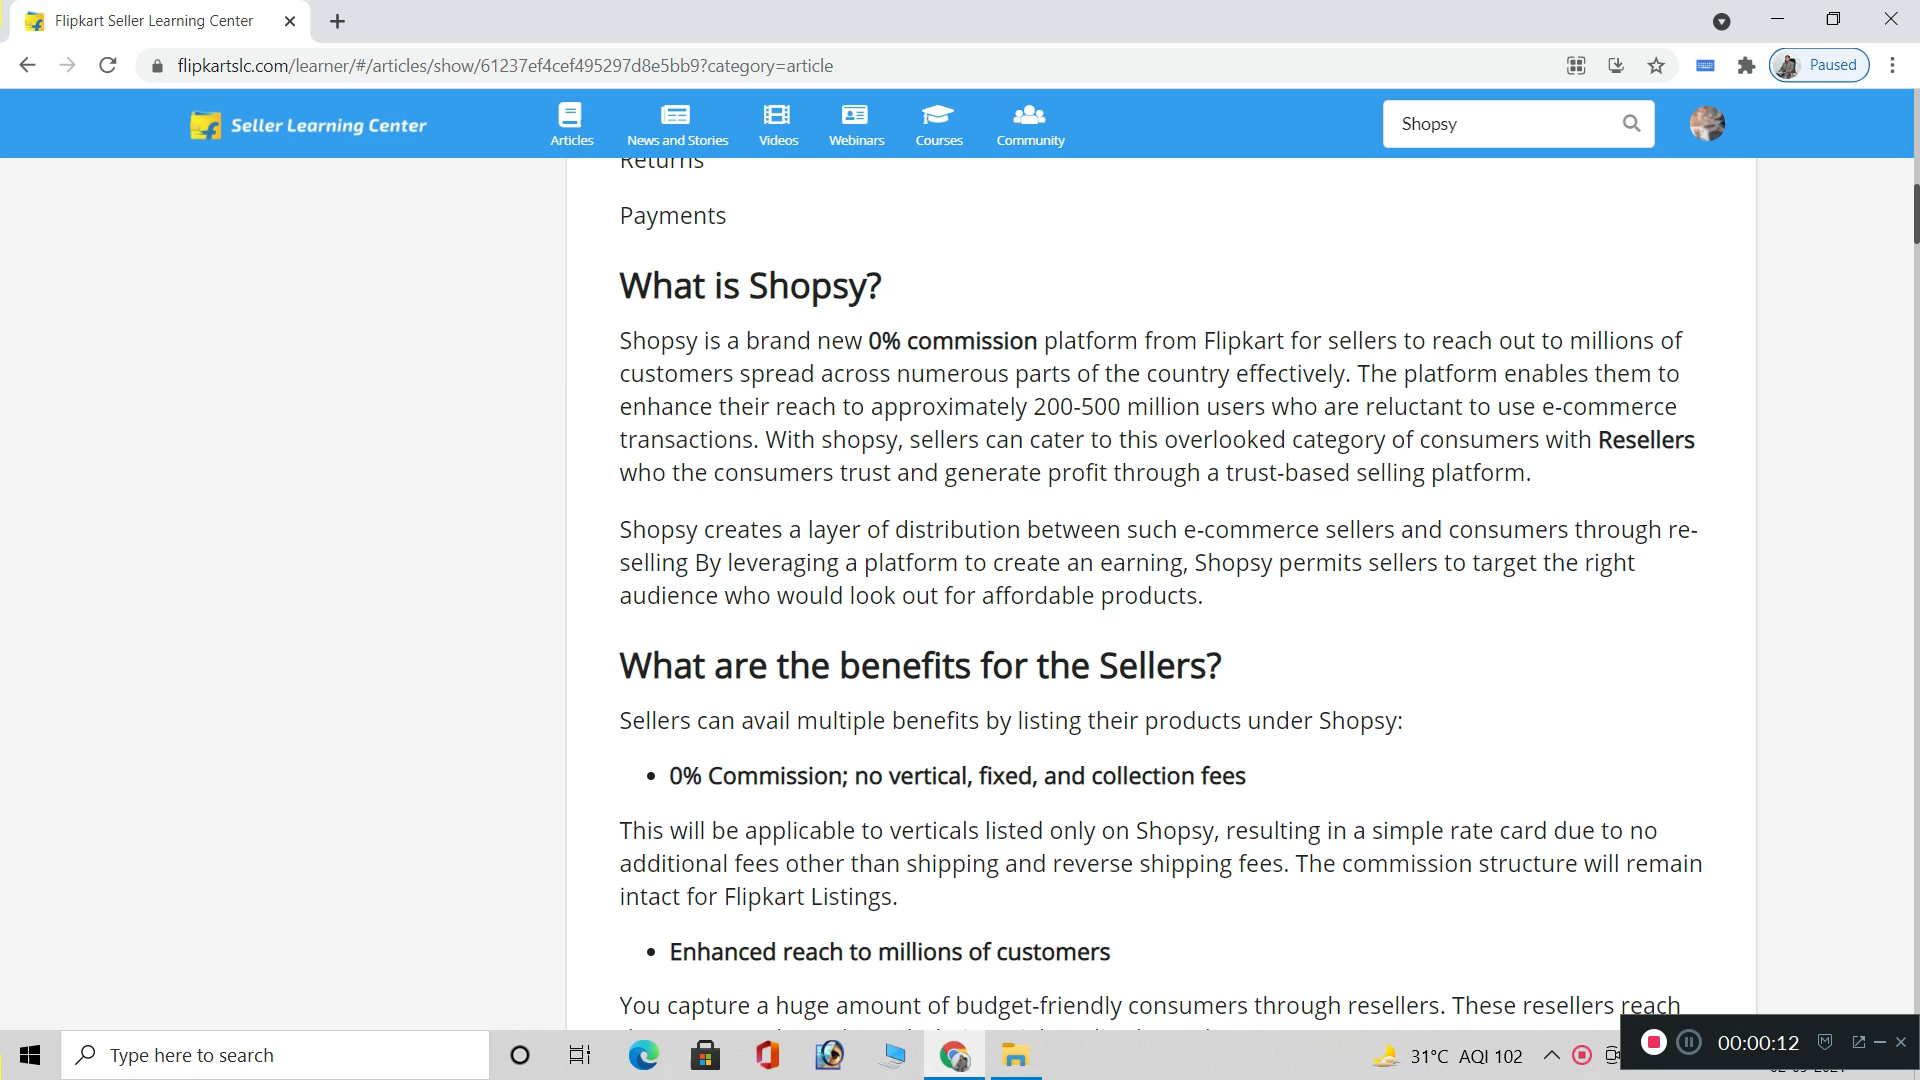 Flipkart Seller Learning Center
flipkartslc.com/learner/#/articles/show/61237ef4cef495297d8e5bb9?category=article
Paused
Seller Learning Center
Articles
News and Stories
Videos
Webinars
Courses
Community
Shopsy
Returns
Payments
What is Shopsy?
Shopsy is a brand new 0% commission platform from Flipkart for sellers to reach out to millions of
customers spread across numerous parts of the country effectively. The platform enables them to
enhance their reach to approximately 200-500 million users who are reluctant to use e-commerce
transactions. With shopsy, sellers can cater to this overlooked category of consumers with Resellers
who the consumers trust and generate profit through a trust-based selling platform.
Shopsy creates a layer of distribution between such e-commerce sellers and consumers through re-
selling By leveraging a platform to create an earning, Shopsy permits sellers to target the right
audience who would look out for affordable products.
What are the benefits for the Sellers?
Sellers can avail multiple benefits by listing their products under Shopsy:
• 0% Commission; no vertical, fixed, and collection fees
This will be applicable to verticals listed only on Shopsy, resulting in a simple rate card due to no
additional fees other than shipping and reverse shipping fees. The commission structure will remain
intact for Flipkart Listings.
• Enhanced reach to millions of customers
You capture a huge amount of budget-friendly consumers through resellers. These resellers reach
Type here to search
31°C AQI 102
00:00:12